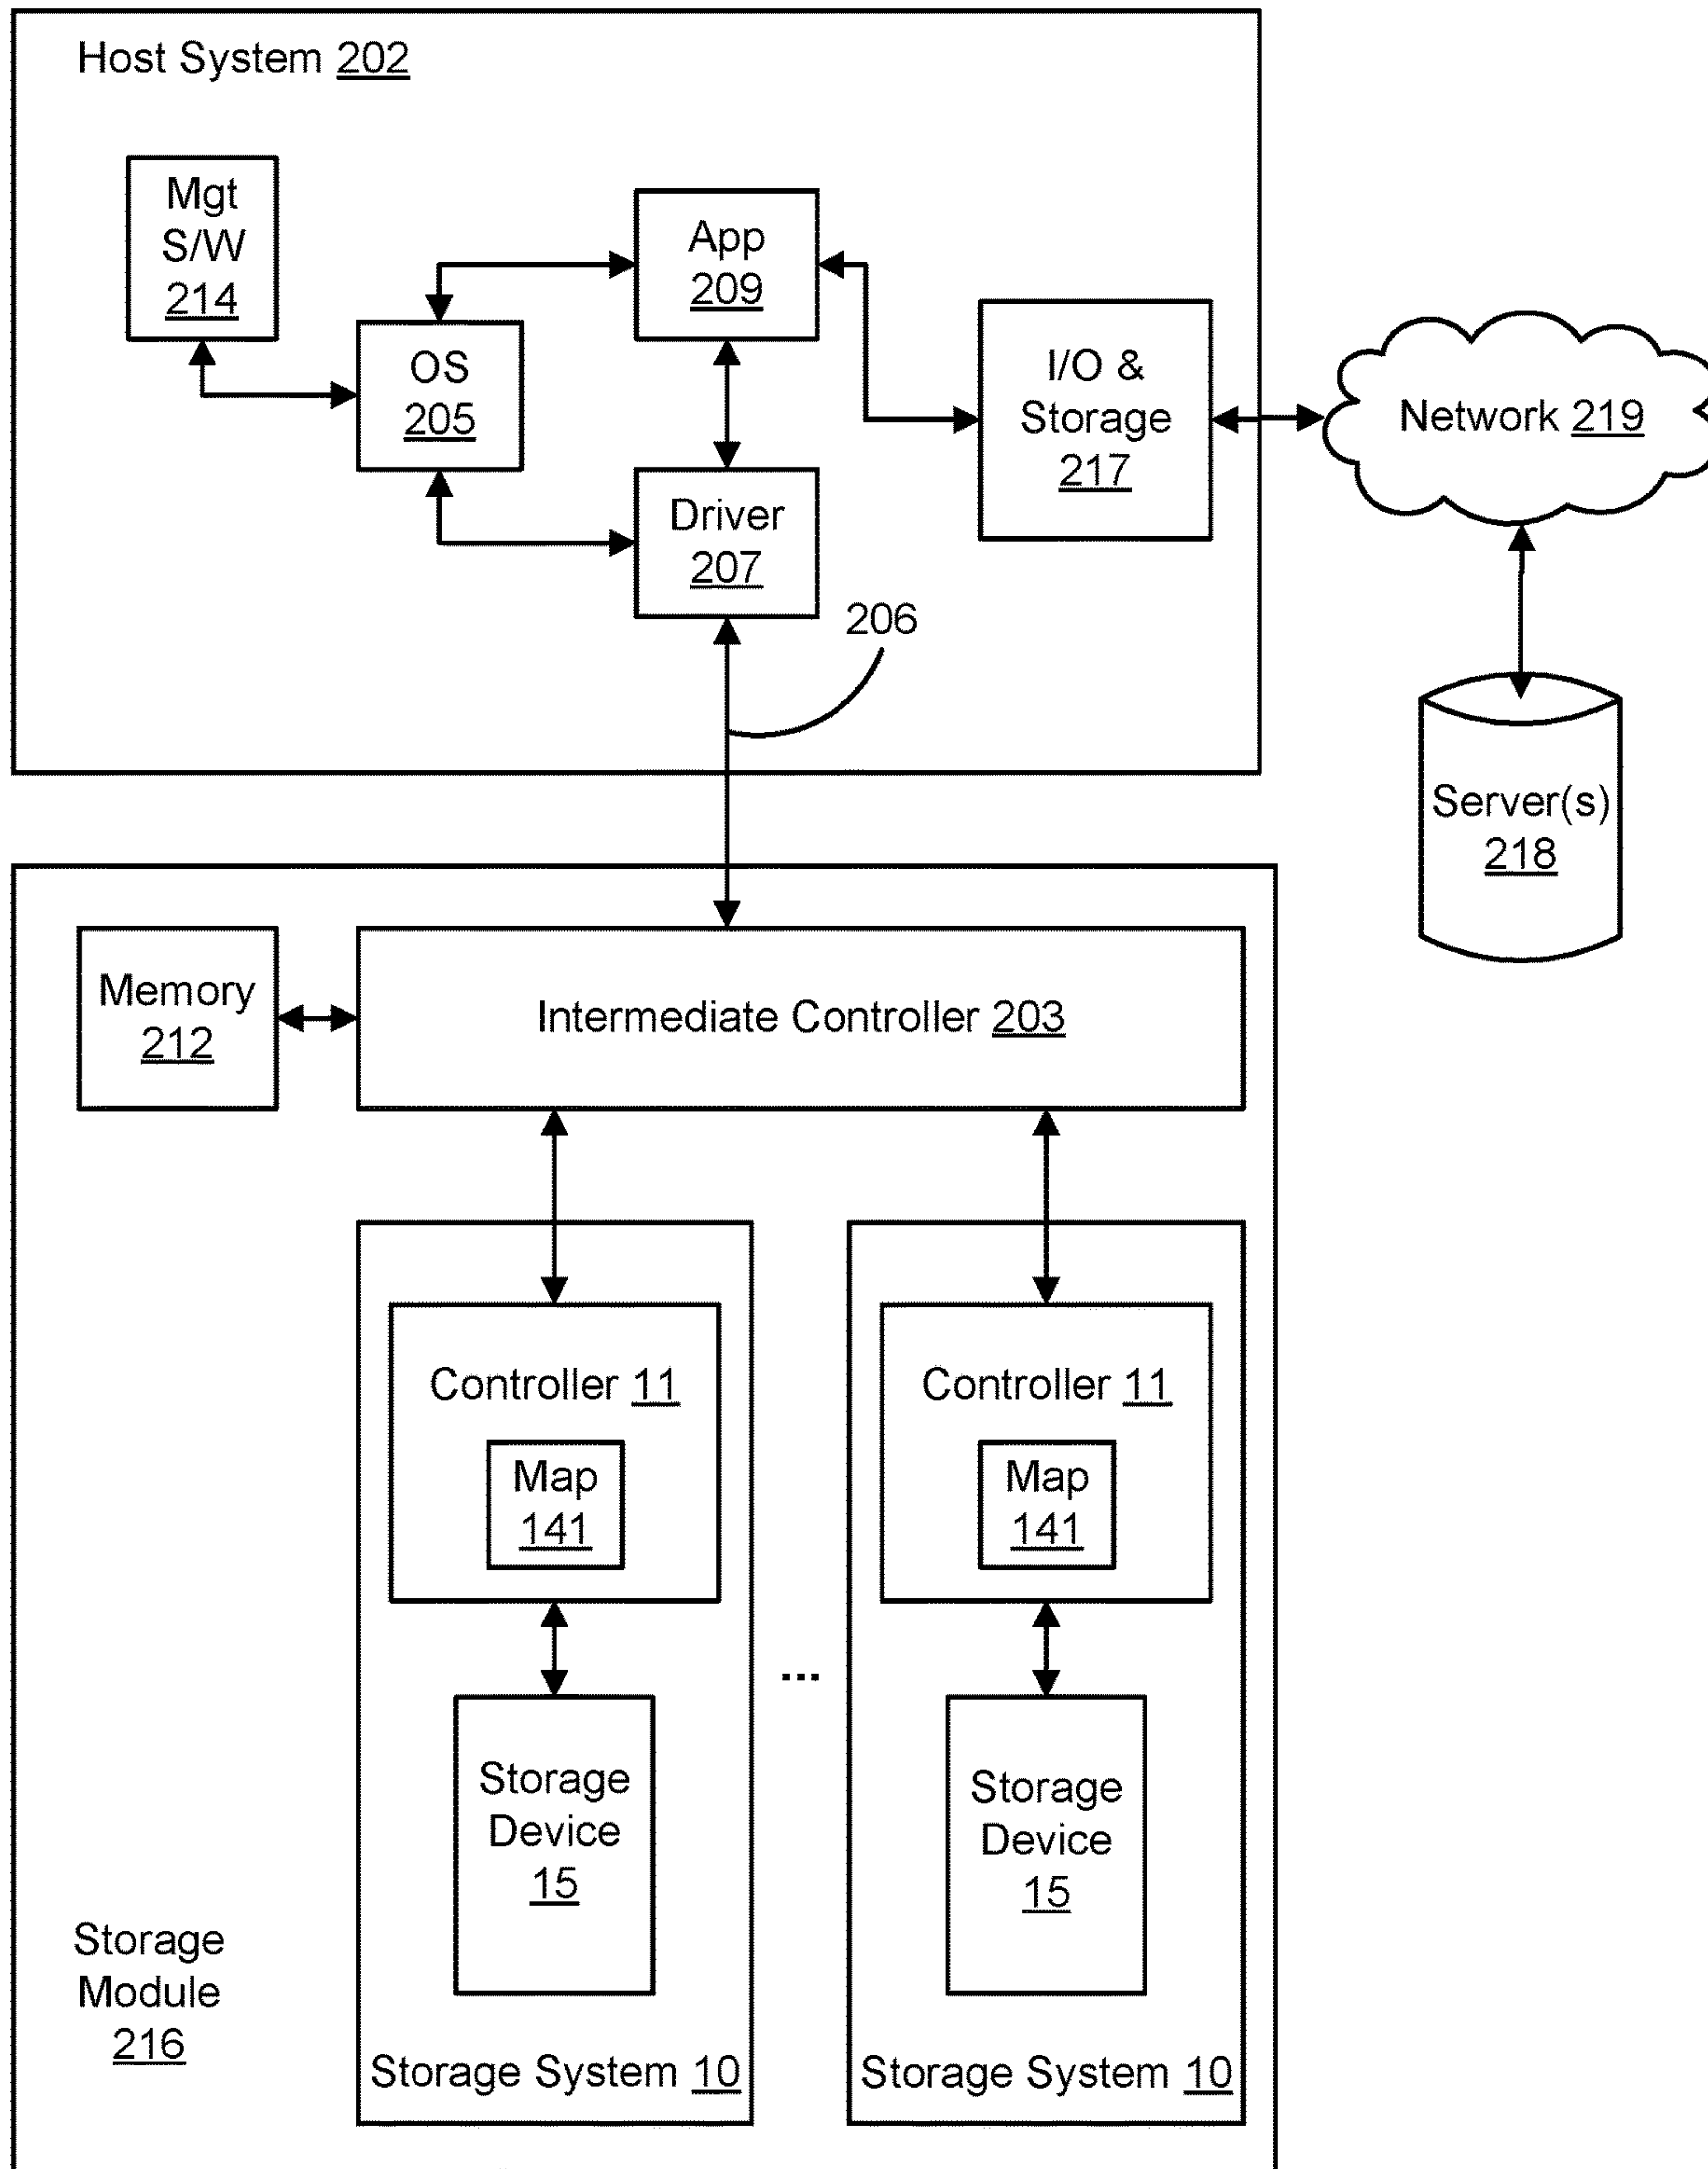 Host System 202
Mgt
S/W
214
App
209
OS
205
I/O &
Storage
217
Network 219
Driver
207
206
Server(s)
218
Memory
212
Intermediate Controller 203
Controller 11
Map
141
Controller 11
Map
141
...
Storage
Device
15
Storage
Device
15
Storage
Module
216
Storage System 10
Storage System 10